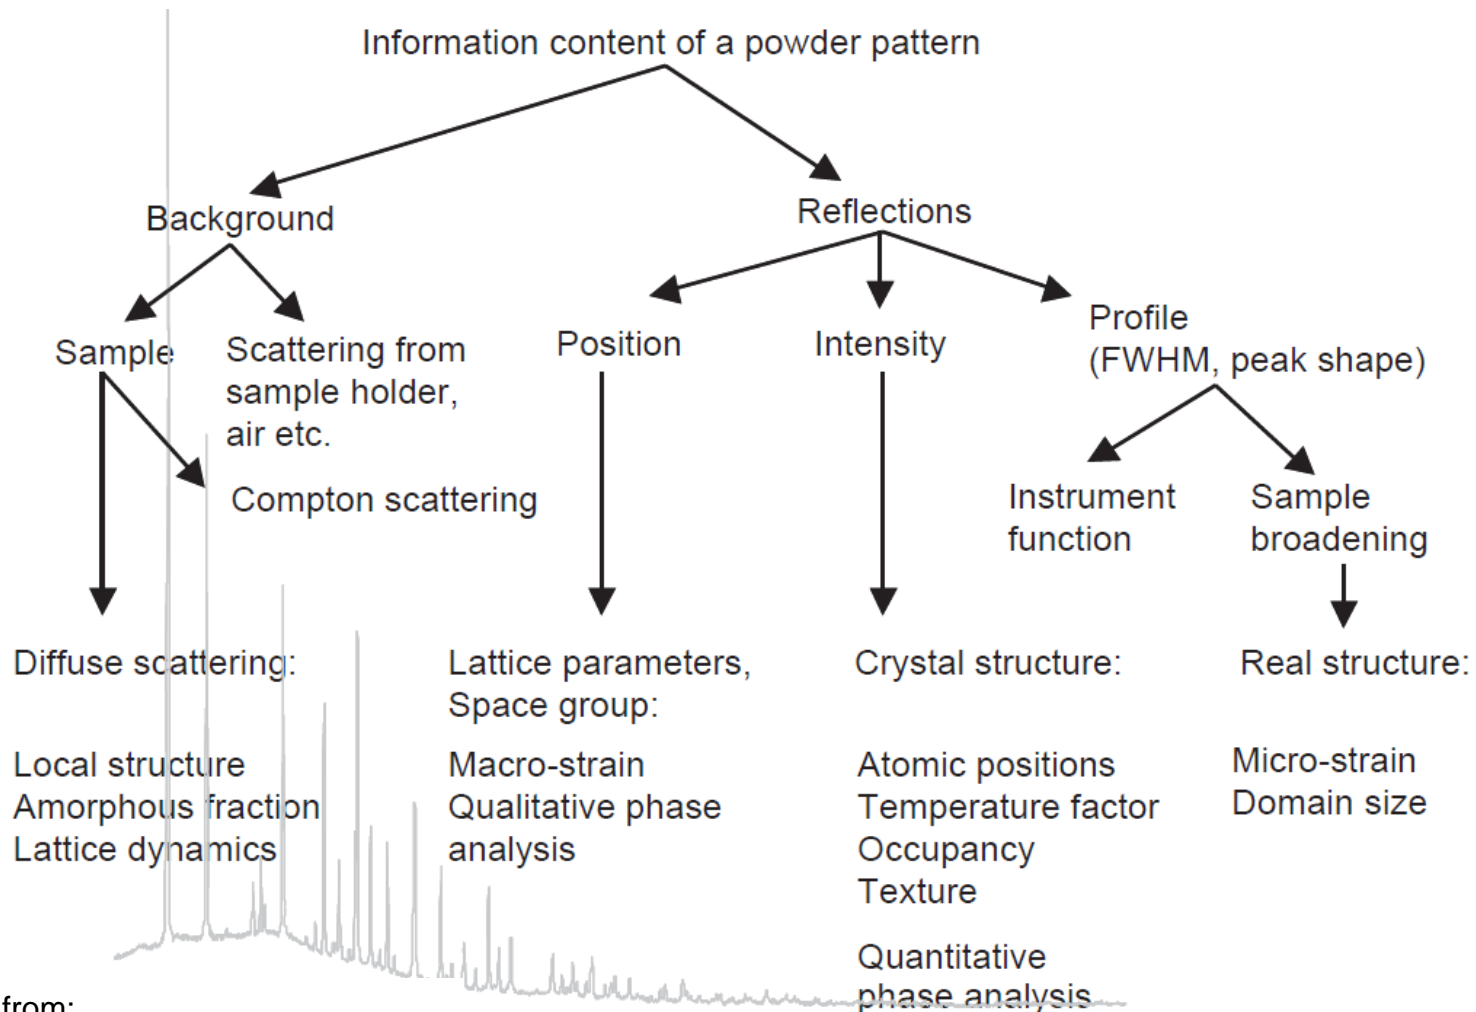 Information content of a powder pattern
Background
Reflections
Sample
Scattering from
sample holder,
air etc.
Position
Intensity
Profile
(FWHM, peak shape)
Compton scattering
Instrument
function
Sample
broadening
Diffuse scattering:
Local structure
Amorphous fraction
Lattice dynamics
Lattice parameters,
Space group:
Macro-strain
Qualitative phase
analysis
Crystal structure:
Atomic positions
Temperature factor
Occupancy
Texture
Quantitative
phase analysis
Real structure:
Micro-strain
Domain size
from: